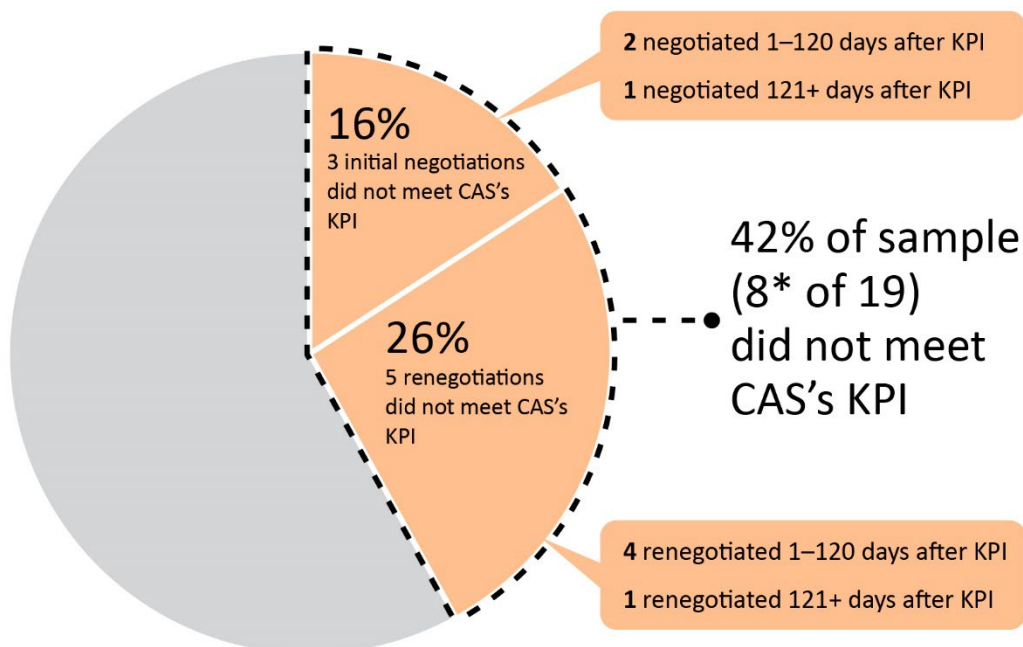 2 negotiated 1–120 days after KPI
1 negotiated 121+ days after KPI
16%
3 initial negotiations
did not meet CAS’s
KPI
42% of sample
(8* of 19)
did not meet
CAS’s KPI
26%
5 renegotiations
did not meet CAS’s
KPI
4 renegotiated 1–120 days after KPI
1 renegotiated 121+ days after KPI